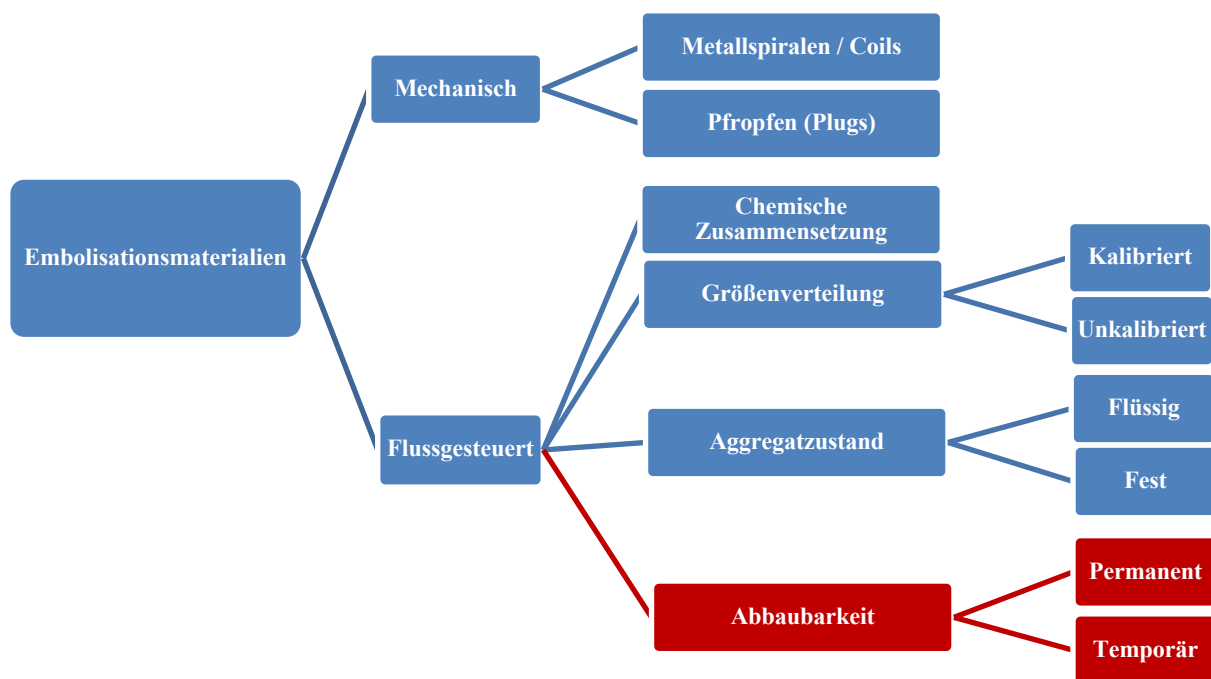 Embolisationsmaterialien
Mechanisch
Metallspiralen / Coils
Pfropfen (Plugs)
Flussgesteuert
Chemische
Zusammensetzung
Größenverteilung
Kalibriert
Unkalibriert
Aggregatzustand
Flüssig
Fest
Abbaubarkeit
Permanent
Temporär